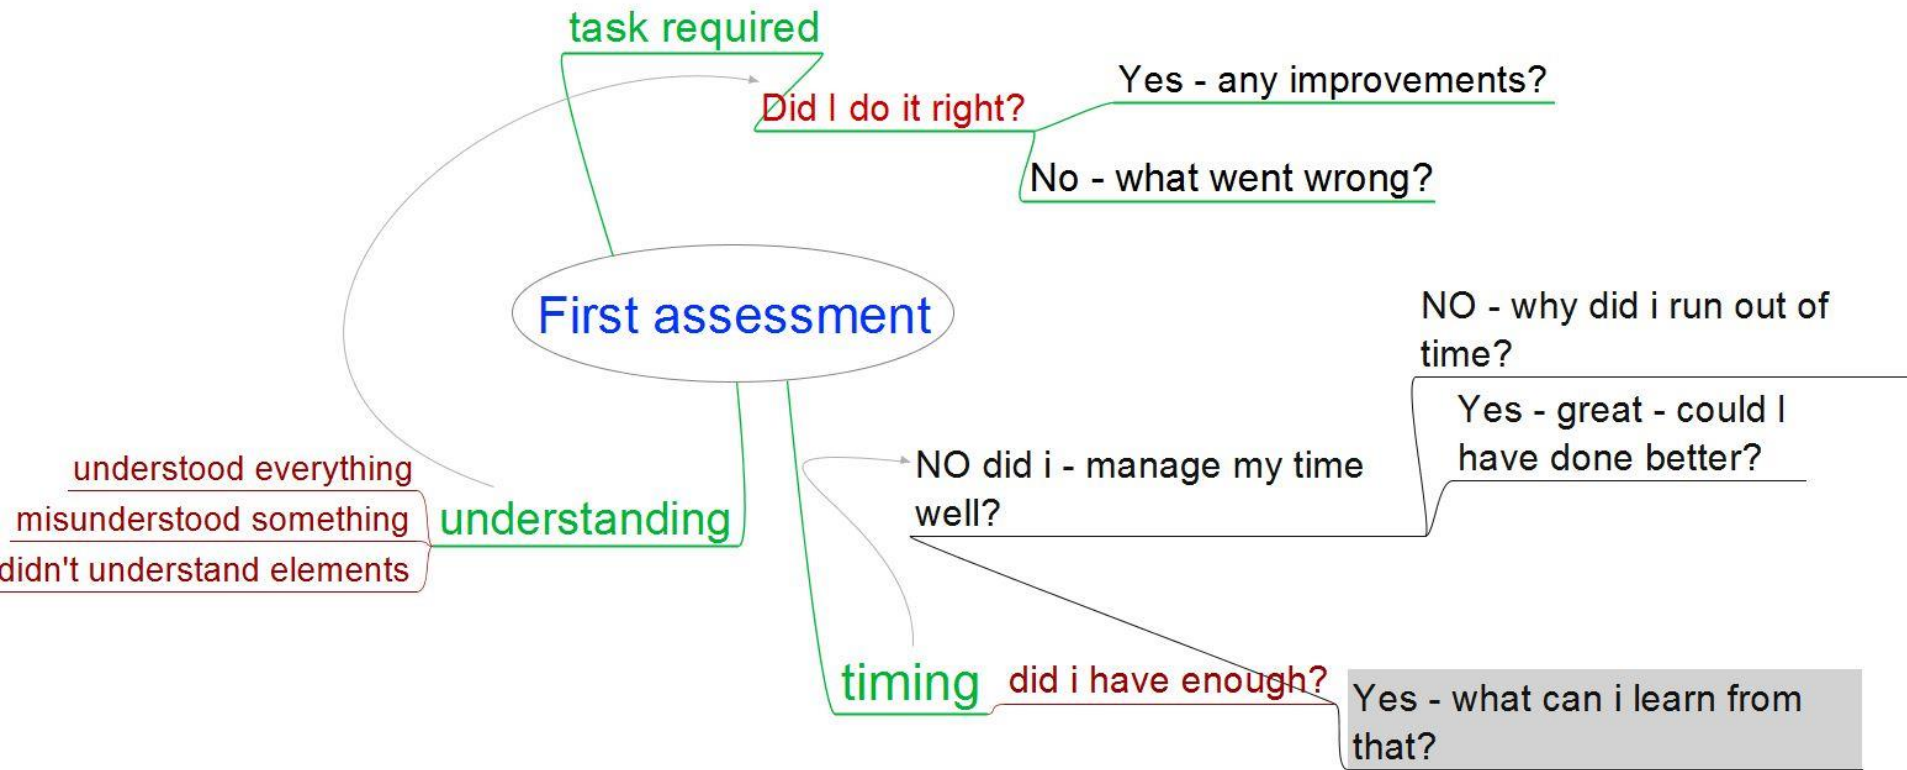 task required
Did I do it right?
Yes - any improvements?
No - what went wrong?
First assessment
NO - why did i run out of
time?
Yes - great - could I
have done better?
NO did i - manage my time
well?
understood everything
misunderstood something
didn't understand elements
understanding
timing
did i have enough?
Yes - what can i learn from
that?